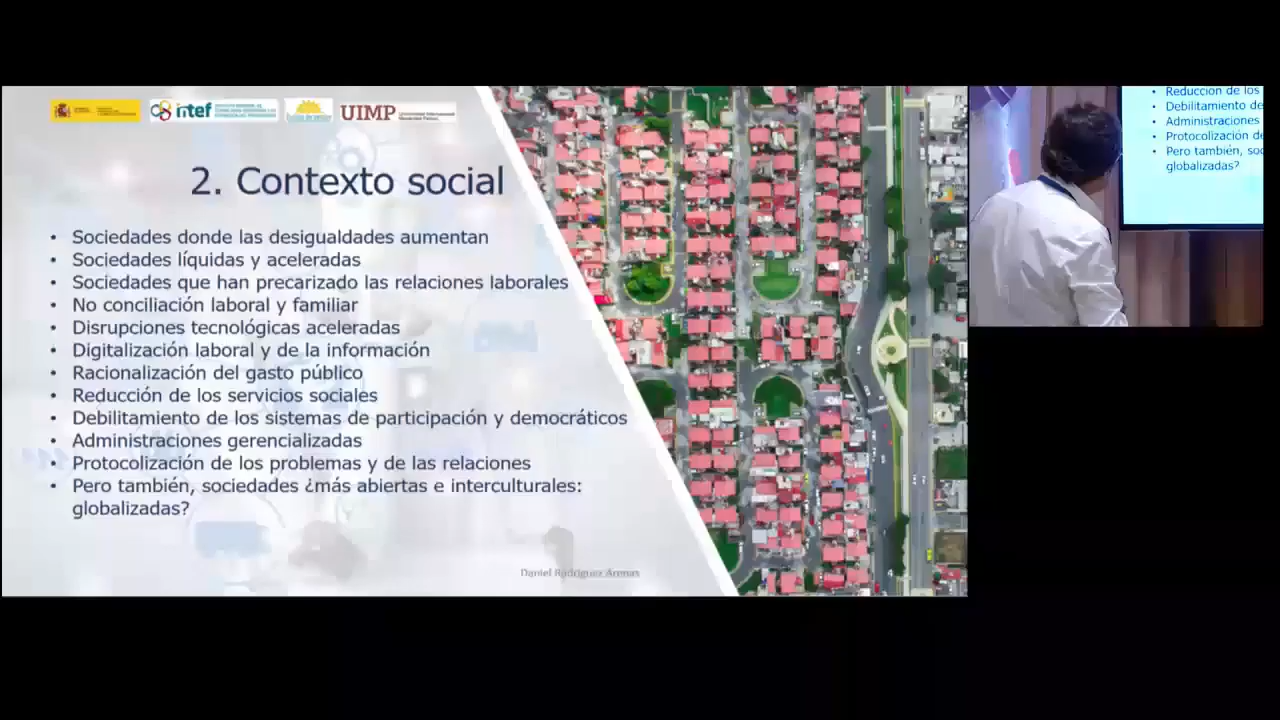 intef
UIMP
2. Contexto social
• Sociedades donde las desigualdades aumentan
• Sociedades líquidas y aceleradas
• Sociedades que han precarizado las relaciones laborales
• No conciliación laboral y familiar
• Disrupciones tecnológicas aceleradas
• Digitalización laboral y de la información
• Racionalización del gasto público
• Reducción de los servicios sociales
• Debilitamiento de los sistemas de participación y democráticos
• Administraciones gerencializadas
• Protocolización de los problemas y de las relaciones
• Pero también, sociedades ¿más abiertas e interculturales:
globalizadas?
Daniel Rodríguez Arenas
4
• Reducción de los
• Debilitamiento de
• Administraciones
• Protocolización de
• Pero también, soc
globalizadas?